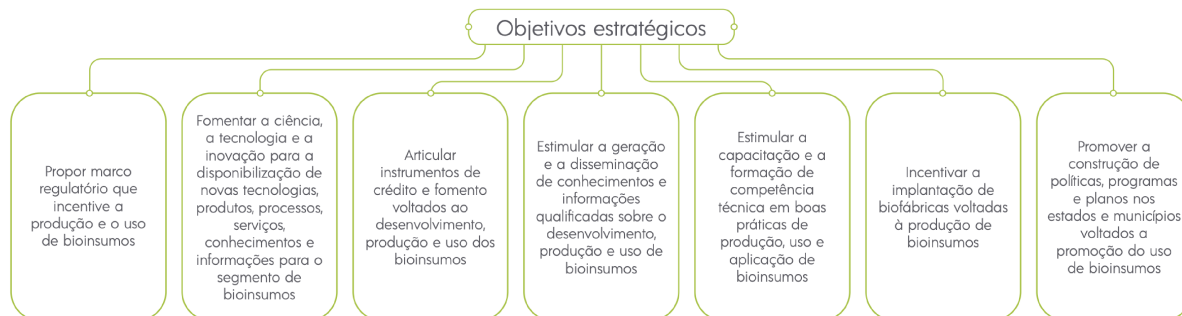 Objetivos estratégicos
Propor marco
regulatório que
incentive a
produção e o uso
de bioinsumos
Fomentar a ciência,
a tecnologia e a
inovação para a
disponibilização de
novas tecnologias,
produtos, processos,
serviços,
conhecimentos e
informações para o
segmento de
bioinsumos
Articular
instrumentos de
crédito e fomento
voltados ao
desenvolvimento,
produção e uso dos
bioinsumos
Estimular a geração
e a disseminação
de conhecimentos e
informações
qualificadas sobre o
desenvolvimento,
produção e uso de
bioinsumos
Estimular a
capacitação e a
formação de
competência
técnica em boas
práticas de
produção, uso e
aplicação de
bioinsumos
Incentivar a
implantação de
biofábricas voltadas
à produção de
bioinsumos
Promover a
construção de
políticas, programas
e planos nos
estados e municípios
voltados a
promoção do uso
de bioinsumos